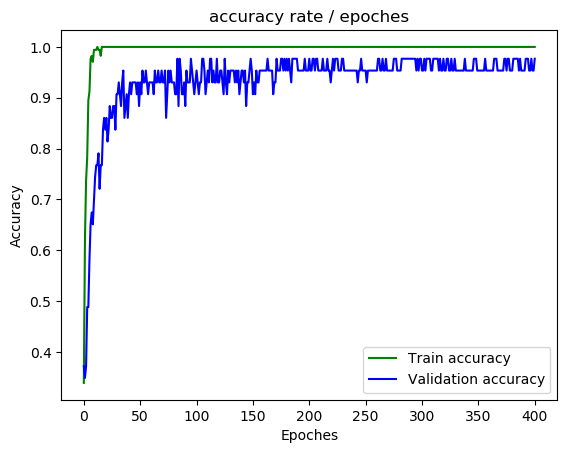 accuracy rate / epoches
1.0
0.9
0.8
0.7
0.6
0.5
0.4
Accuracy
Train accuracy
Validation accuracy
0 50 100 150 200 250 300 350 400
Epoches